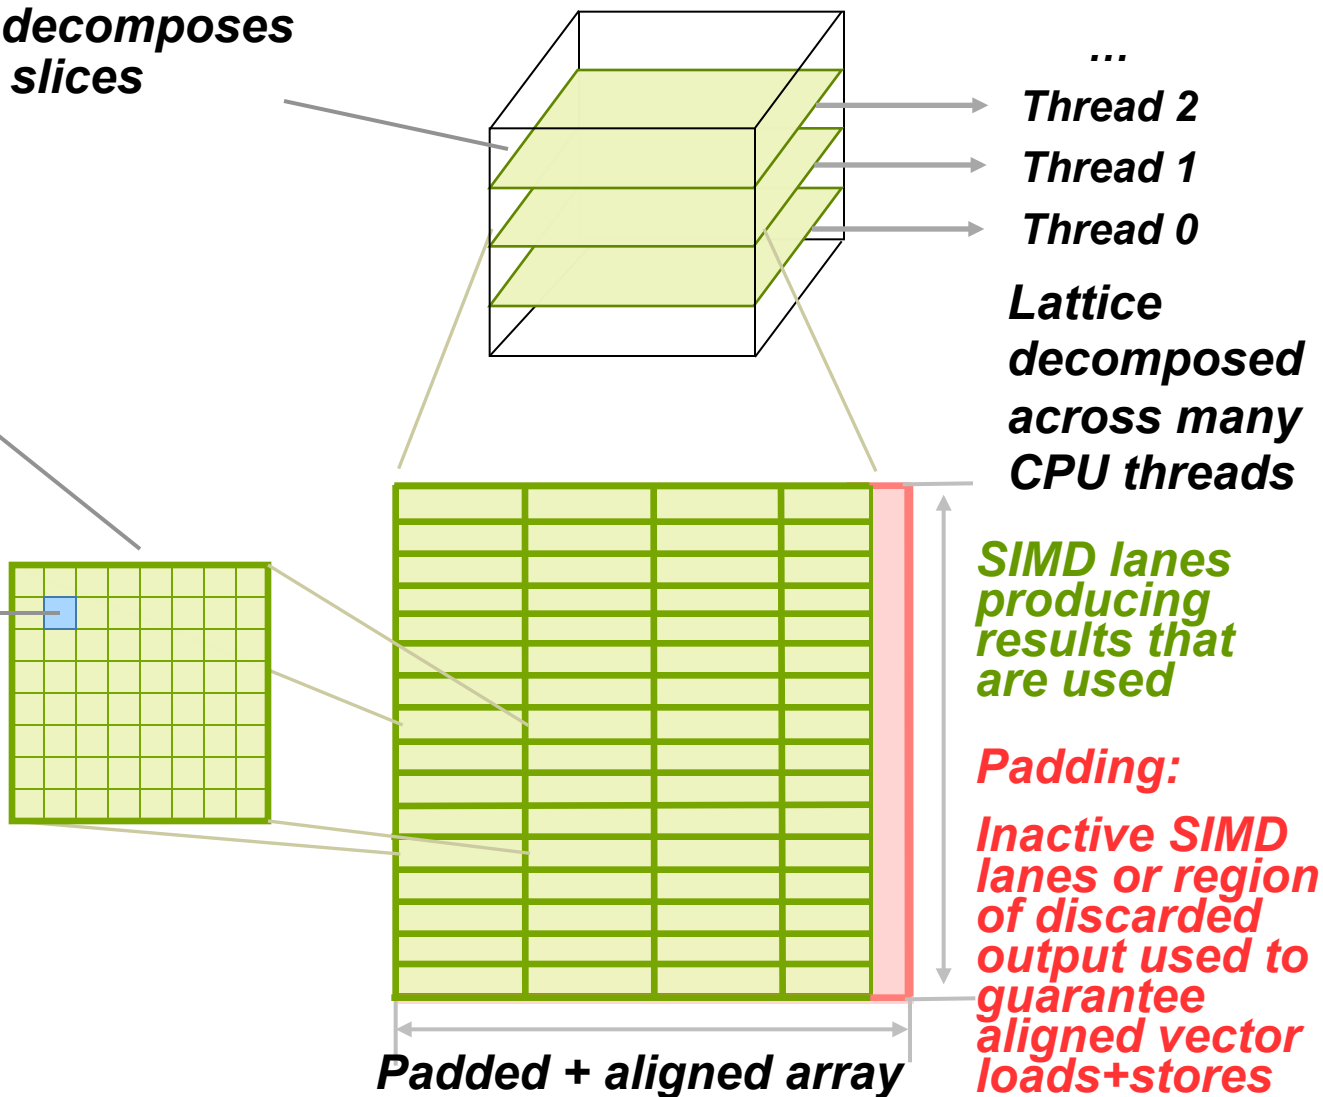 decomposes
slices
...
Thread 2
Thread 1
Thread 0
Lattice
decomposed
across many
CPU threads
SIMD lanes
producing
results that
are used
Padding:
Inactive SIMD
lanes or region
of discarded
output used to
guarantee
aligned vector
loads+stores
Padded + aligned array